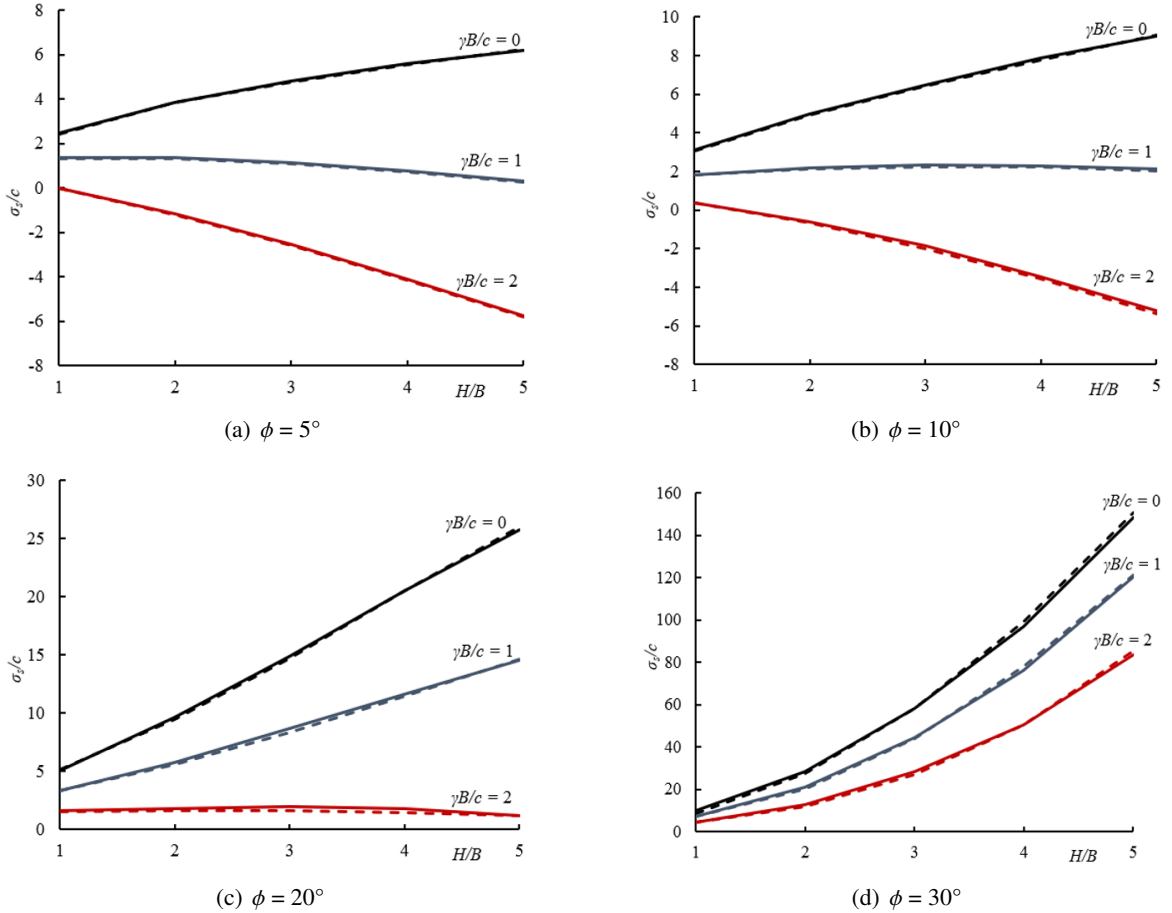 8
6
4
2
0
-2
-4
-6
-8
σₛ/c
γB/c = 0
γB/c = 1
γB/c = 2
1 2 3 4 H/B 5
(a) ϕ = 5°
10
8
6
4
2
0
-2
-4
-6
-8
σₛ/c
γB/c = 0
γB/c = 1
γB/c = 2
1 2 3 4 H/B 5
(b) ϕ = 10°
30
25
20
15
10
5
0
σₛ/c
γB/c = 0
γB/c = 1
γB/c = 2
1 2 3 4 H/B 5
(c) ϕ = 20°
160
140
120
100
80
60
40
20
0
σₛ/c
γB/c = 0
γB/c = 1
γB/c = 2
1 2 3 4 H/B 5
(d) ϕ = 30°